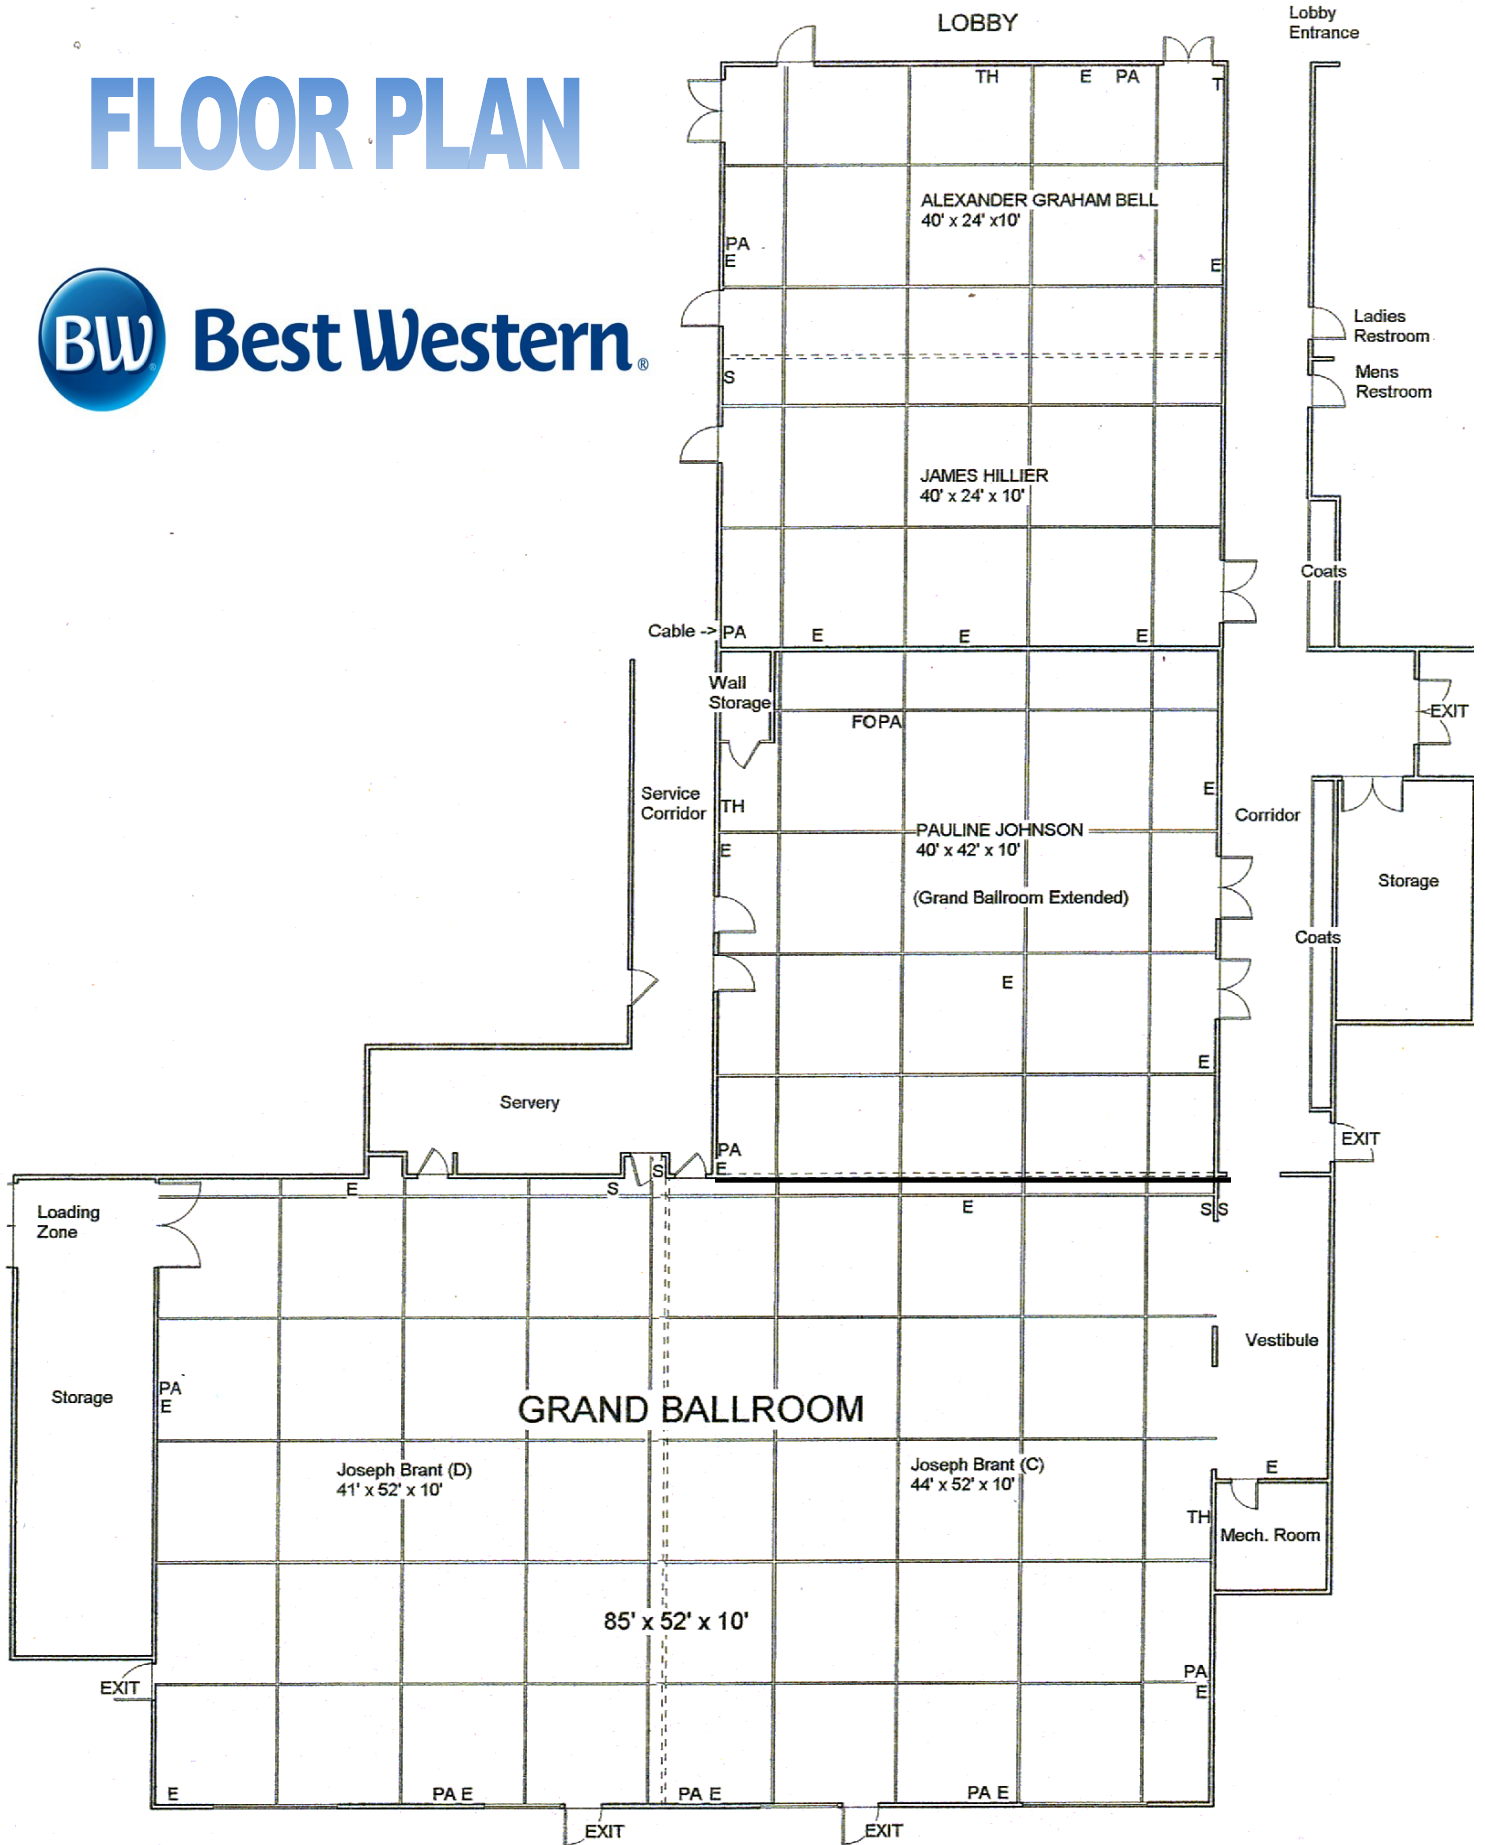 LOBBY
Lobby
Entrance
FLOOR PLAN
TH
E
PA
T
ALEXANDER GRAHAM BELL
40' x 24' x10'
PA
E
E
BW
Best Western®
Ladies
Restroom
S
Mens
Restroom
JAMES HILLIER
40' x 24' x 10'
Coats
Cable ->
PA
E
E
E
Wall
Storage
FOPA
EXIT
Service
Corridor
TH
E
E
PAULINE JOHNSON
40' x 42' x 10'
Corridor
(Grand Ballroom Extended)
Storage
Coats
E
E
Servery
EXIT
PA
E
S
E
S
E
S S
Loading
Zone
Vestibule
PA
E
Storage
GRAND BALLROOM
Joseph Brant (D)
41' x 52' x 10'
Joseph Brant (C)
44' x 52' x 10'
E
TH
Mech. Room
85' x 52' x 10'
PA
E
EXIT
E
PA E
PA E
PA E
EXIT
EXIT